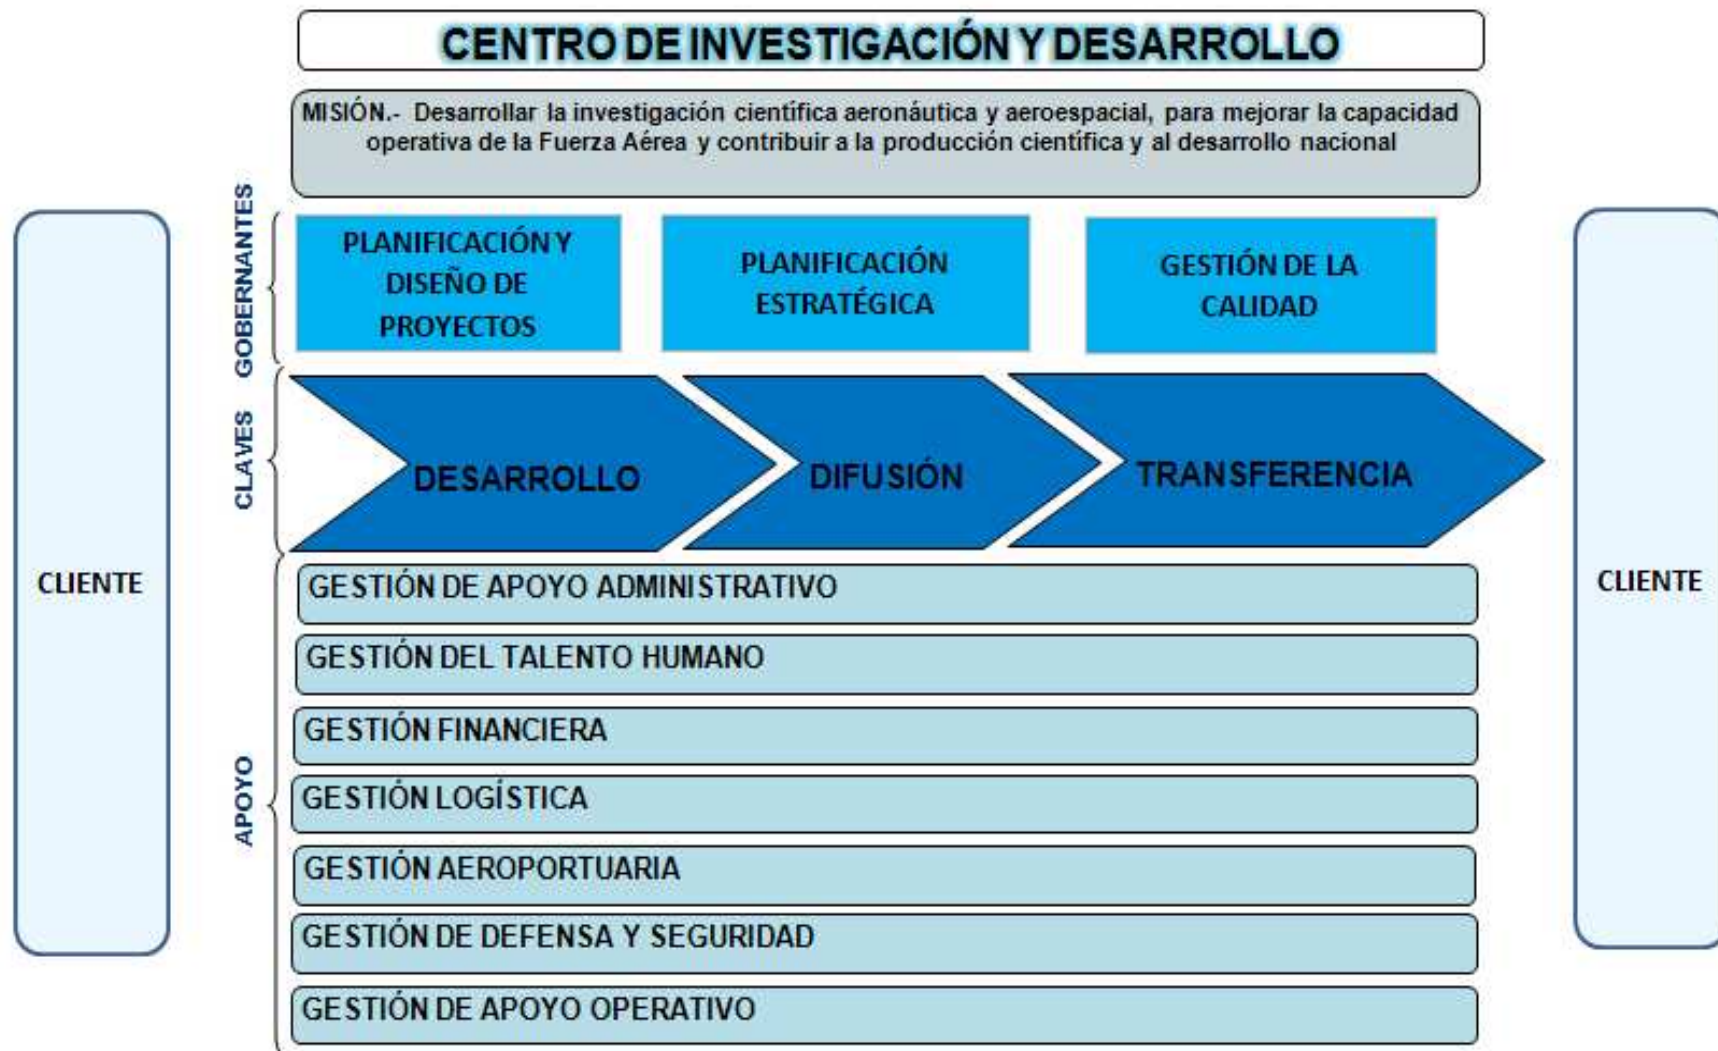 CENTRO DE INVESTIGACIÓN Y DESARROLLO
MISIÓN.- Desarrollar la investigación científica aeronáutica y aeroespacial, para mejorar la capacidad
operativa de la Fuerza Aérea y contribuir a la producción científica y al desarrollo nacional
CLIENTE
GOBERNANTES
PLANIFICACIÓN Y
DISEÑO DE
PROYECTOS
PLANIFICACIÓN
ESTRATÉGICA
GESTIÓN DE LA
CALIDAD
CLAVES
DESARROLLO
DIFUSIÓN
TRANSFERENCIA
APOYO
GESTIÓN DE APOYO ADMINISTRATIVO
GESTIÓN DEL TALENTO HUMANO
GESTIÓN FINANCIERA
GESTIÓN LOGÍSTICA
GESTIÓN AEROPORTUARIA
GESTIÓN DE DEFENSA Y SEGURIDAD
GESTIÓN DE APOYO OPERATIVO
CLIENTE